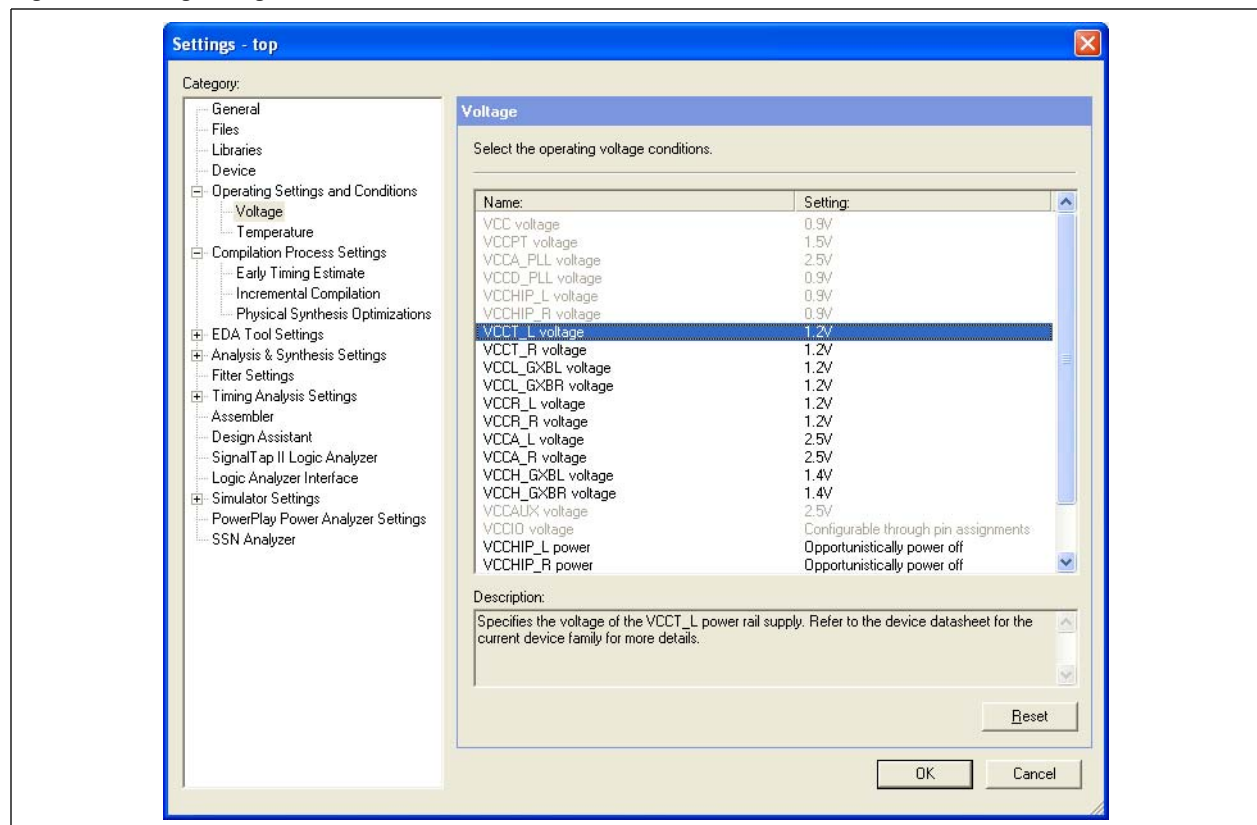 Settings - top
Category:
General
Files
Libraries
Device
Operating Settings and Conditions
Voltage
Temperature
Compilation Process Settings
Early Timing Estimate
Incremental Compilation
Physical Synthesis Optimizations
EDA Tool Settings
Analysis & Synthesis Settings
Fitter Settings
Timing Analysis Settings
Assembler
Design Assistant
SignalTap II Logic Analyzer
Logic Analyzer Interface
Simulator Settings
PowerPlay Power Analyzer Settings
SSN Analyzer
Voltage
Select the operating voltage conditions.
Name: Setting:
VCC voltage 0.9V
VCCPT voltage 1.5V
VCCA_PLL voltage 2.5V
VCCD_PLL voltage 0.9V
VCCHIP_L voltage 0.9V
VCCHIP_R voltage 0.9V
VCCT_L voltage 1.2V
VCCT_R voltage 1.2V
VCCL_GXBL voltage 1.2V
VCCL_GXBR voltage 1.2V
VCCR_L voltage 1.2V
VCCR_R voltage 1.2V
VCCA_L voltage 2.5V
VCCA_R voltage 2.5V
VCCH_GXBL voltage 1.4V
VCCH_GXBR voltage 1.4V
VCCAUX voltage 2.5V
VCCIO voltage Configurable through pin assignments
VCCHIP_L power Opportunistically power off
VCCHIP_R power Opportunistically power off
Description:
Specifies the voltage of the VCCT_L power rail supply. Refer to the device datasheet for the
current device family for more details.
Reset
OK Cancel